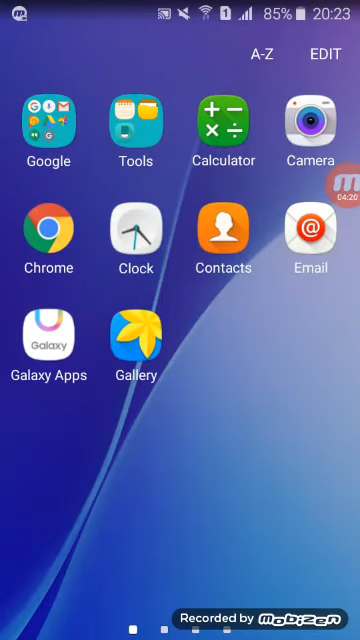 1 85% 20:23
A-Z EDIT
Google Tools Calculator Camera
04:20
Chrome Clock Contacts Email
Galaxy
Galaxy Apps Gallery
Recorded by mobizen